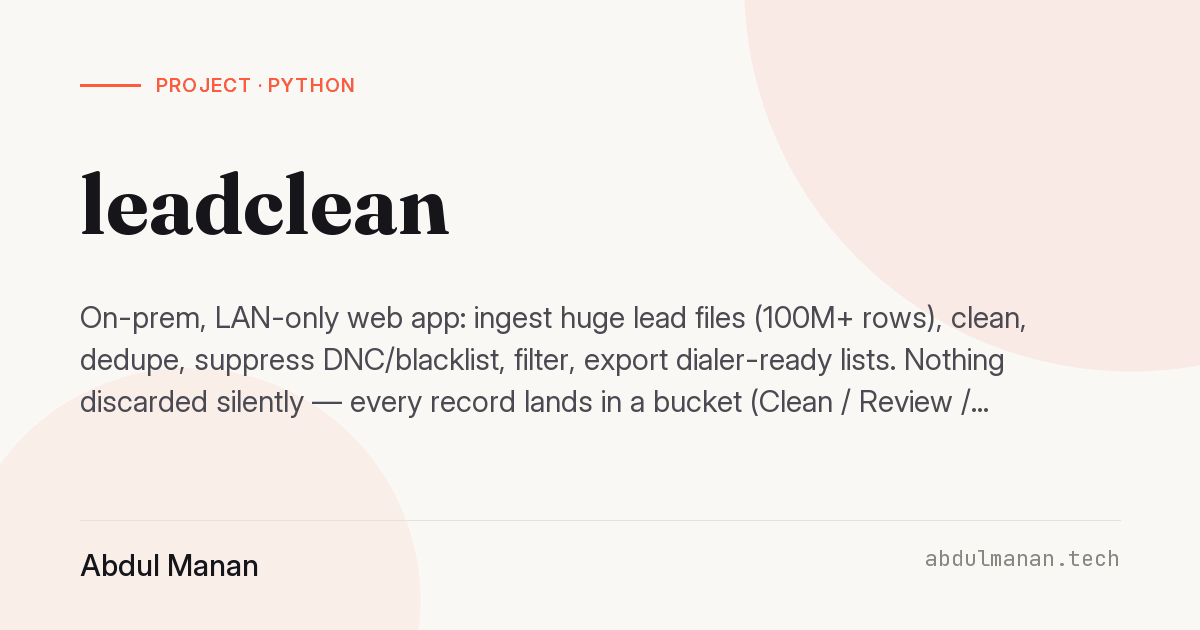 PROJECT · PYTHON
leadclean
On-prem, LAN-only web app: ingest huge lead files (100M+ rows), clean,
dedupe, suppress DNC/blacklist, filter, export dialer-ready lists. Nothing
discarded silently — every record lands in a bucket (Clean / Review /…
Abdul Manan
abdulmanan.tech